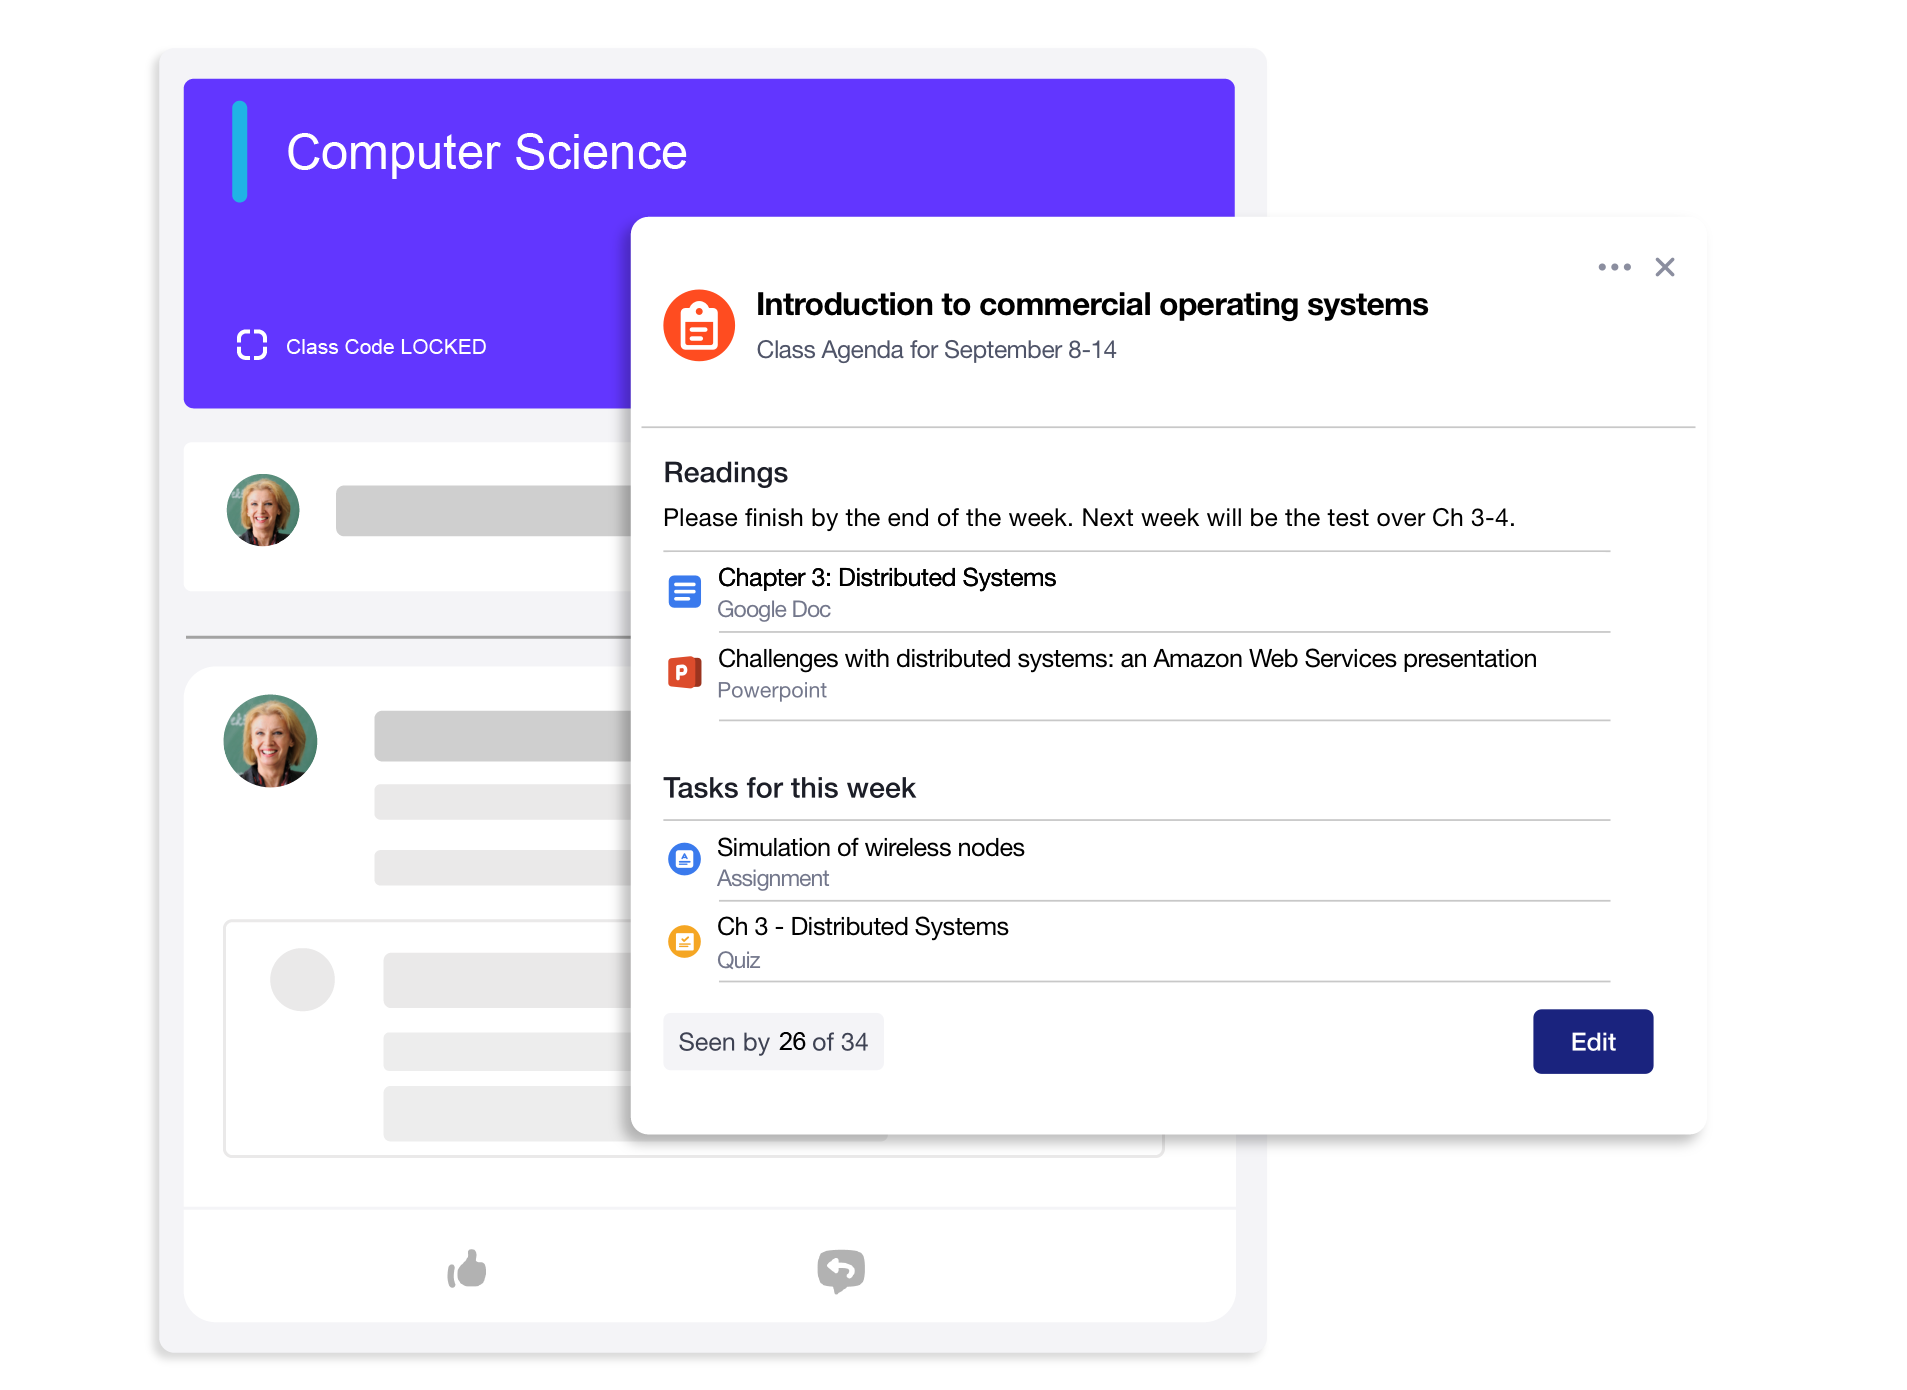 Computer Science
Class Code LOCKED
Introduction to commercial operating systems
Class Agenda for September 8-14
Readings
Please finish by the end of the week. Next week will be the test over Ch 3-4.
Chapter 3: Distributed Systems
Google Doc
P
Challenges with distributed systems: an Amazon Web Services presentation
Powerpoint
Tasks for this week
Simulation of wireless nodes
Assignment
Ch 3 - Distributed Systems
Quiz
Seen by 26 of 34
Edit